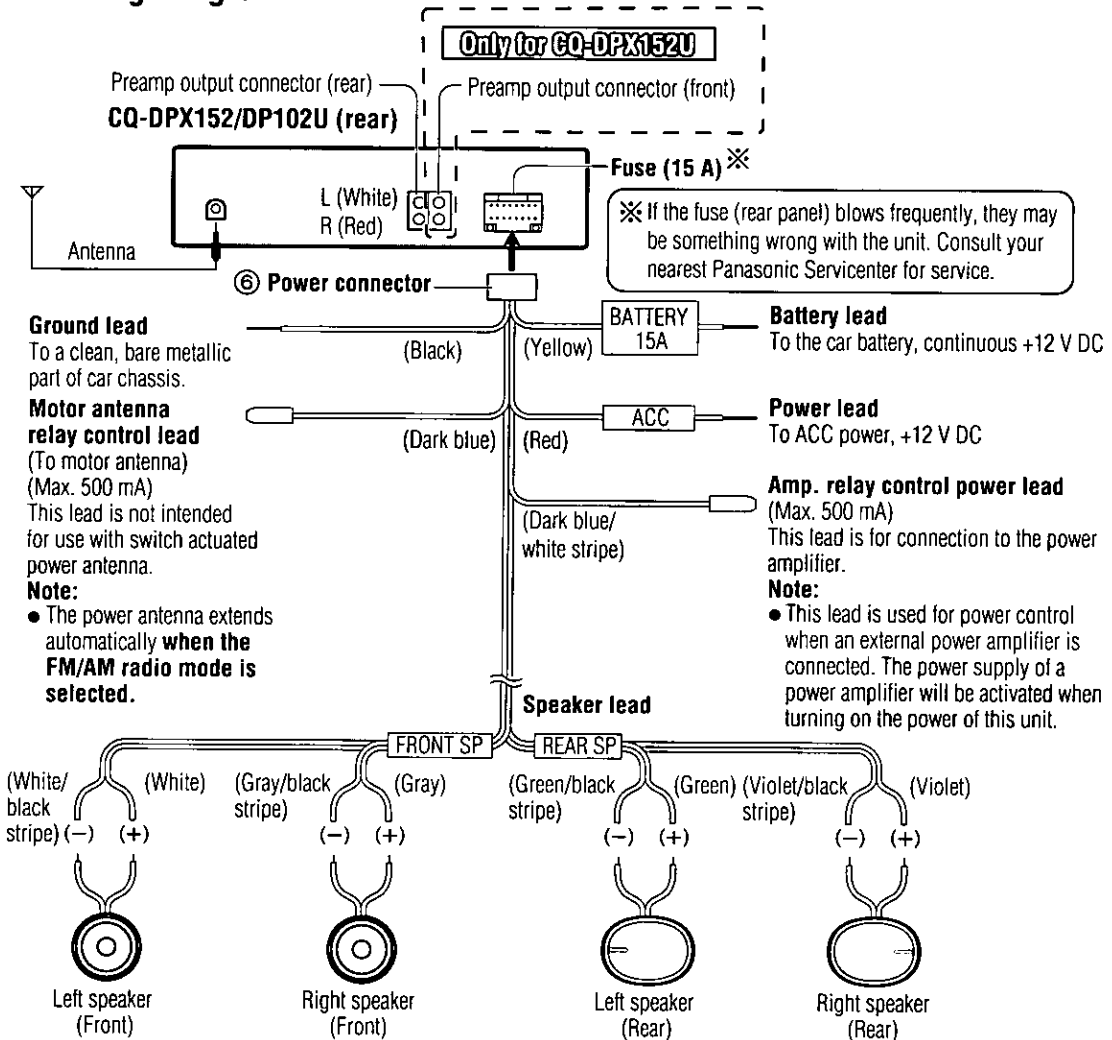 Only for CQ-DPX152U
Preamp output connector (rear)
Preamp output connector (front)
CQ-DPX152/DP102U (rear)
Fuse (15 A) ※
L (White)
R (Red)
Antenna
※ If the fuse (rear panel) blows frequently, they may
be something wrong with the unit. Consult your
nearest Panasonic Servicenter for service.
⑥ Power connector
Ground lead
To a clean, bare metallic
part of car chassis.
(Black)
(Yellow)
BATTERY
15A
Battery lead
To the car battery, continuous +12 V DC
Motor antenna
relay control lead
(To motor antenna)
(Max. 500 mA)
This lead is not intended
for use with switch actuated
power antenna.
Note:
● The power antenna extends
automatically when the
FM/AM radio mode is
selected.
(Dark blue)
(Red)
ACC
Power lead
To ACC power, +12 V DC
(Dark blue/
white stripe)
Amp. relay control power lead
(Max. 500 mA)
This lead is for connection to the power
amplifier.
Note:
● This lead is used for power control
when an external power amplifier is
connected. The power supply of a
power amplifier will be activated when
turning on the power of this unit.
Speaker lead
FRONT SP
REAR SP
(White/
black
stripe) (−)
(White)
(+)
(Gray/black
stripe)
(−)
(Gray)
(+)
(Green/black
stripe)
(−)
(Green)
(+)
(Violet/black
stripe)
(−)
(Violet)
(+)
Left speaker
(Front)
Right speaker
(Front)
Left speaker
(Rear)
Right speaker
(Rear)